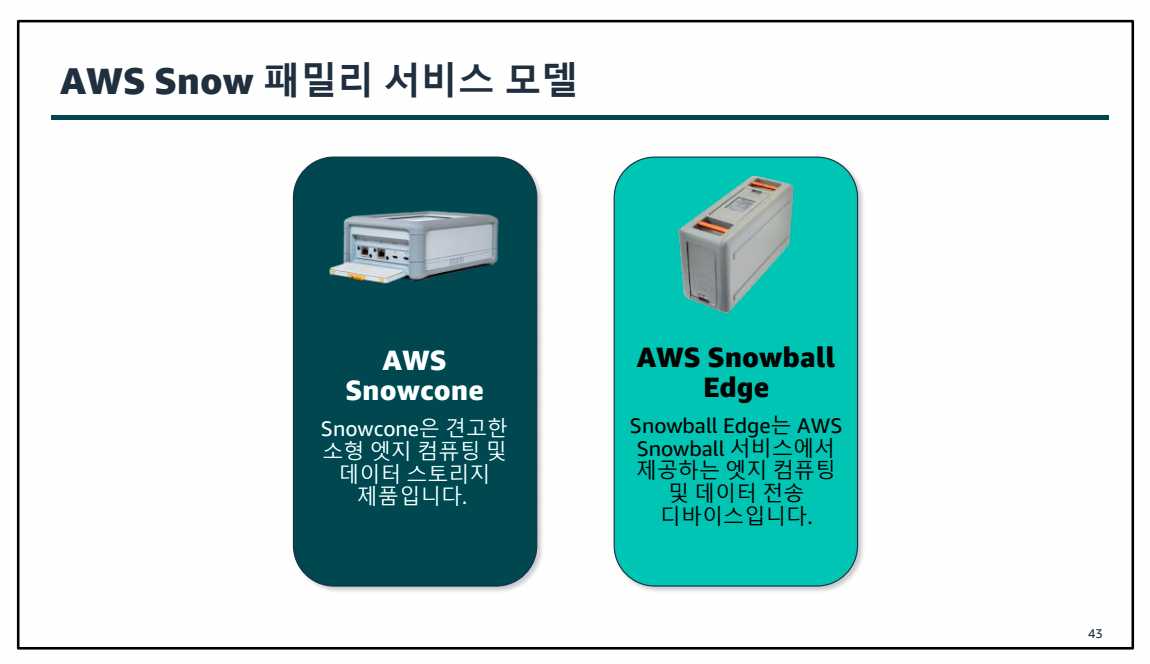 AWS Snow 패밀리 서비스 모델
AWS
Snowcone
Snowcone은 견고한
소형 엣지 컴퓨팅 및
데이터 스토리지
제품입니다.
AWS Snowball
Edge
Snowball Edge는 AWS
Snowball 서비스에서
제공하는 엣지 컴퓨팅
및 데이터 전송
디바이스입니다.
43